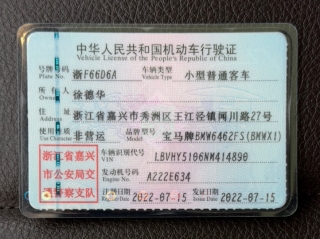 中华人民共和国机动车行驶证
Vehicle License of the People's Republic of China
号牌号码 浙F66D6A 车辆类型 小型普通客车
Plate No. Vehicle Type
所有人 徐德华
Owner
住址 浙江省嘉兴市秀洲区王江泾镇闻川路27号
Address
使用性质 非营运 品牌型号 宝马牌BMW6462FS(BMWX1)
Use Character Model
浙江省嘉兴 车辆识别代号 LBVHY5106NM414890
VIN
市公安局交 发动机号码 A222E634
Engine No.
通警察支队 注册日期 2022-07-15 发证日期 2022-07-15
Register Date Issue Date